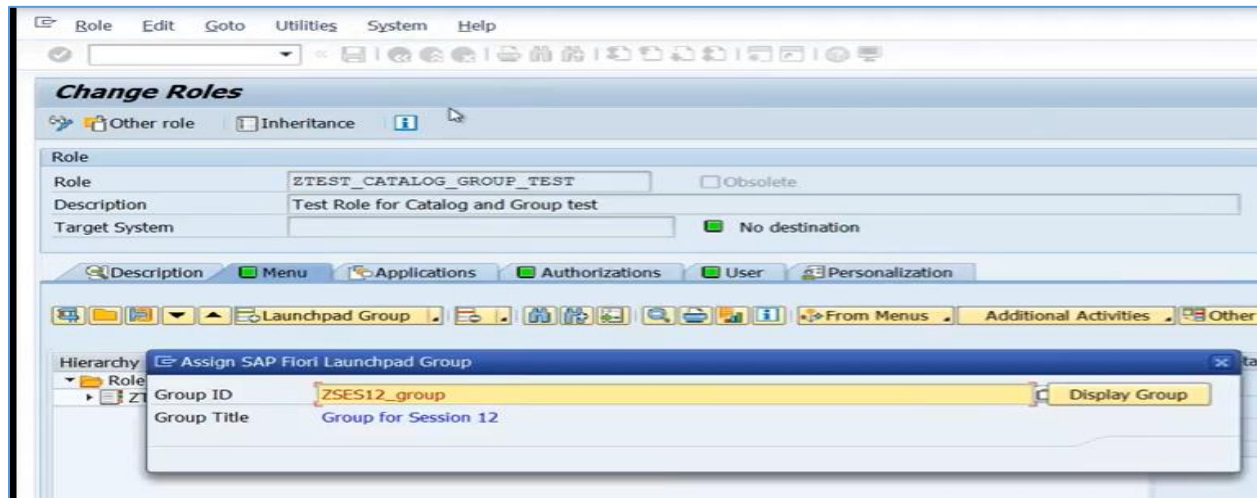 Role Edit Goto Utilities System Help
Change Roles
Other role Inheritance
Role
Role ZTEST_CATALOG_GROUP_TEST Obsolete
Description Test Role for Catalog and Group test
Target System No destination
Description Menu Applications Authorizations User Personalization
Launchpad Group From Menus Additional Activities Other
Hierarchy Assign SAP Fiori Launchpad Group
Role
Group ID ZSES12_group Display Group
Group Title Group for Session 12